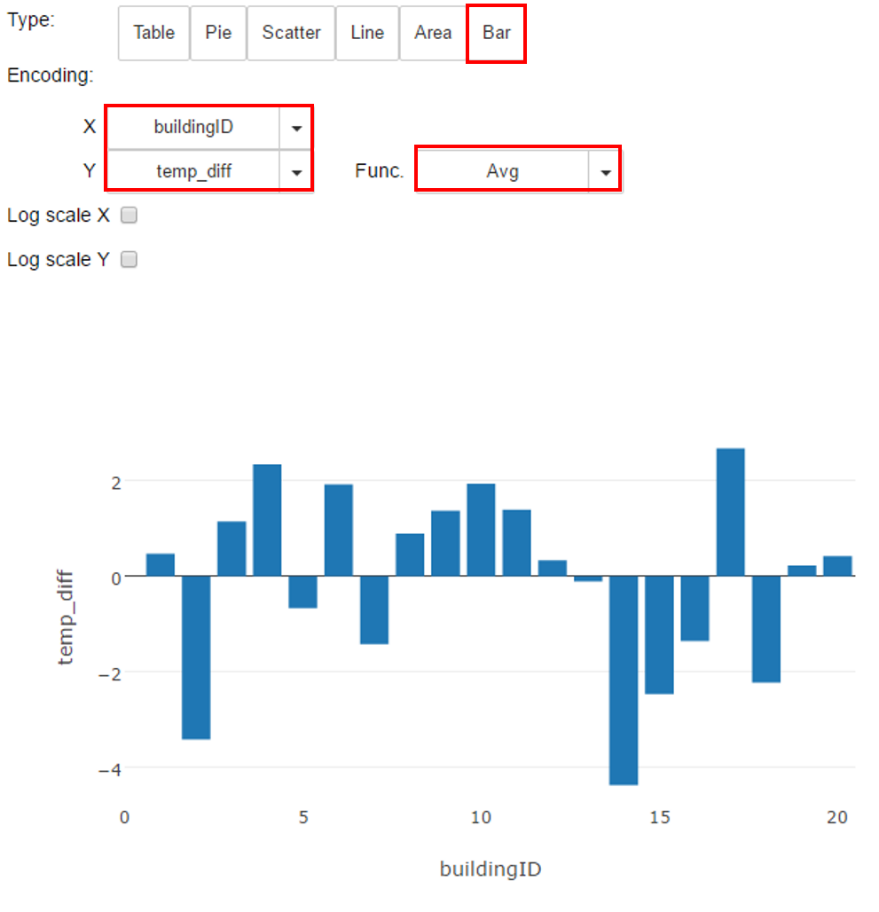 Type:
Table Pie Scatter Line Area Bar
Encoding:
X buildingID
Y temp_diff Func. Avg
Log scale X
Log scale Y
2
0
−2
−4
temp_diff
0 5 10 15 20
buildingID